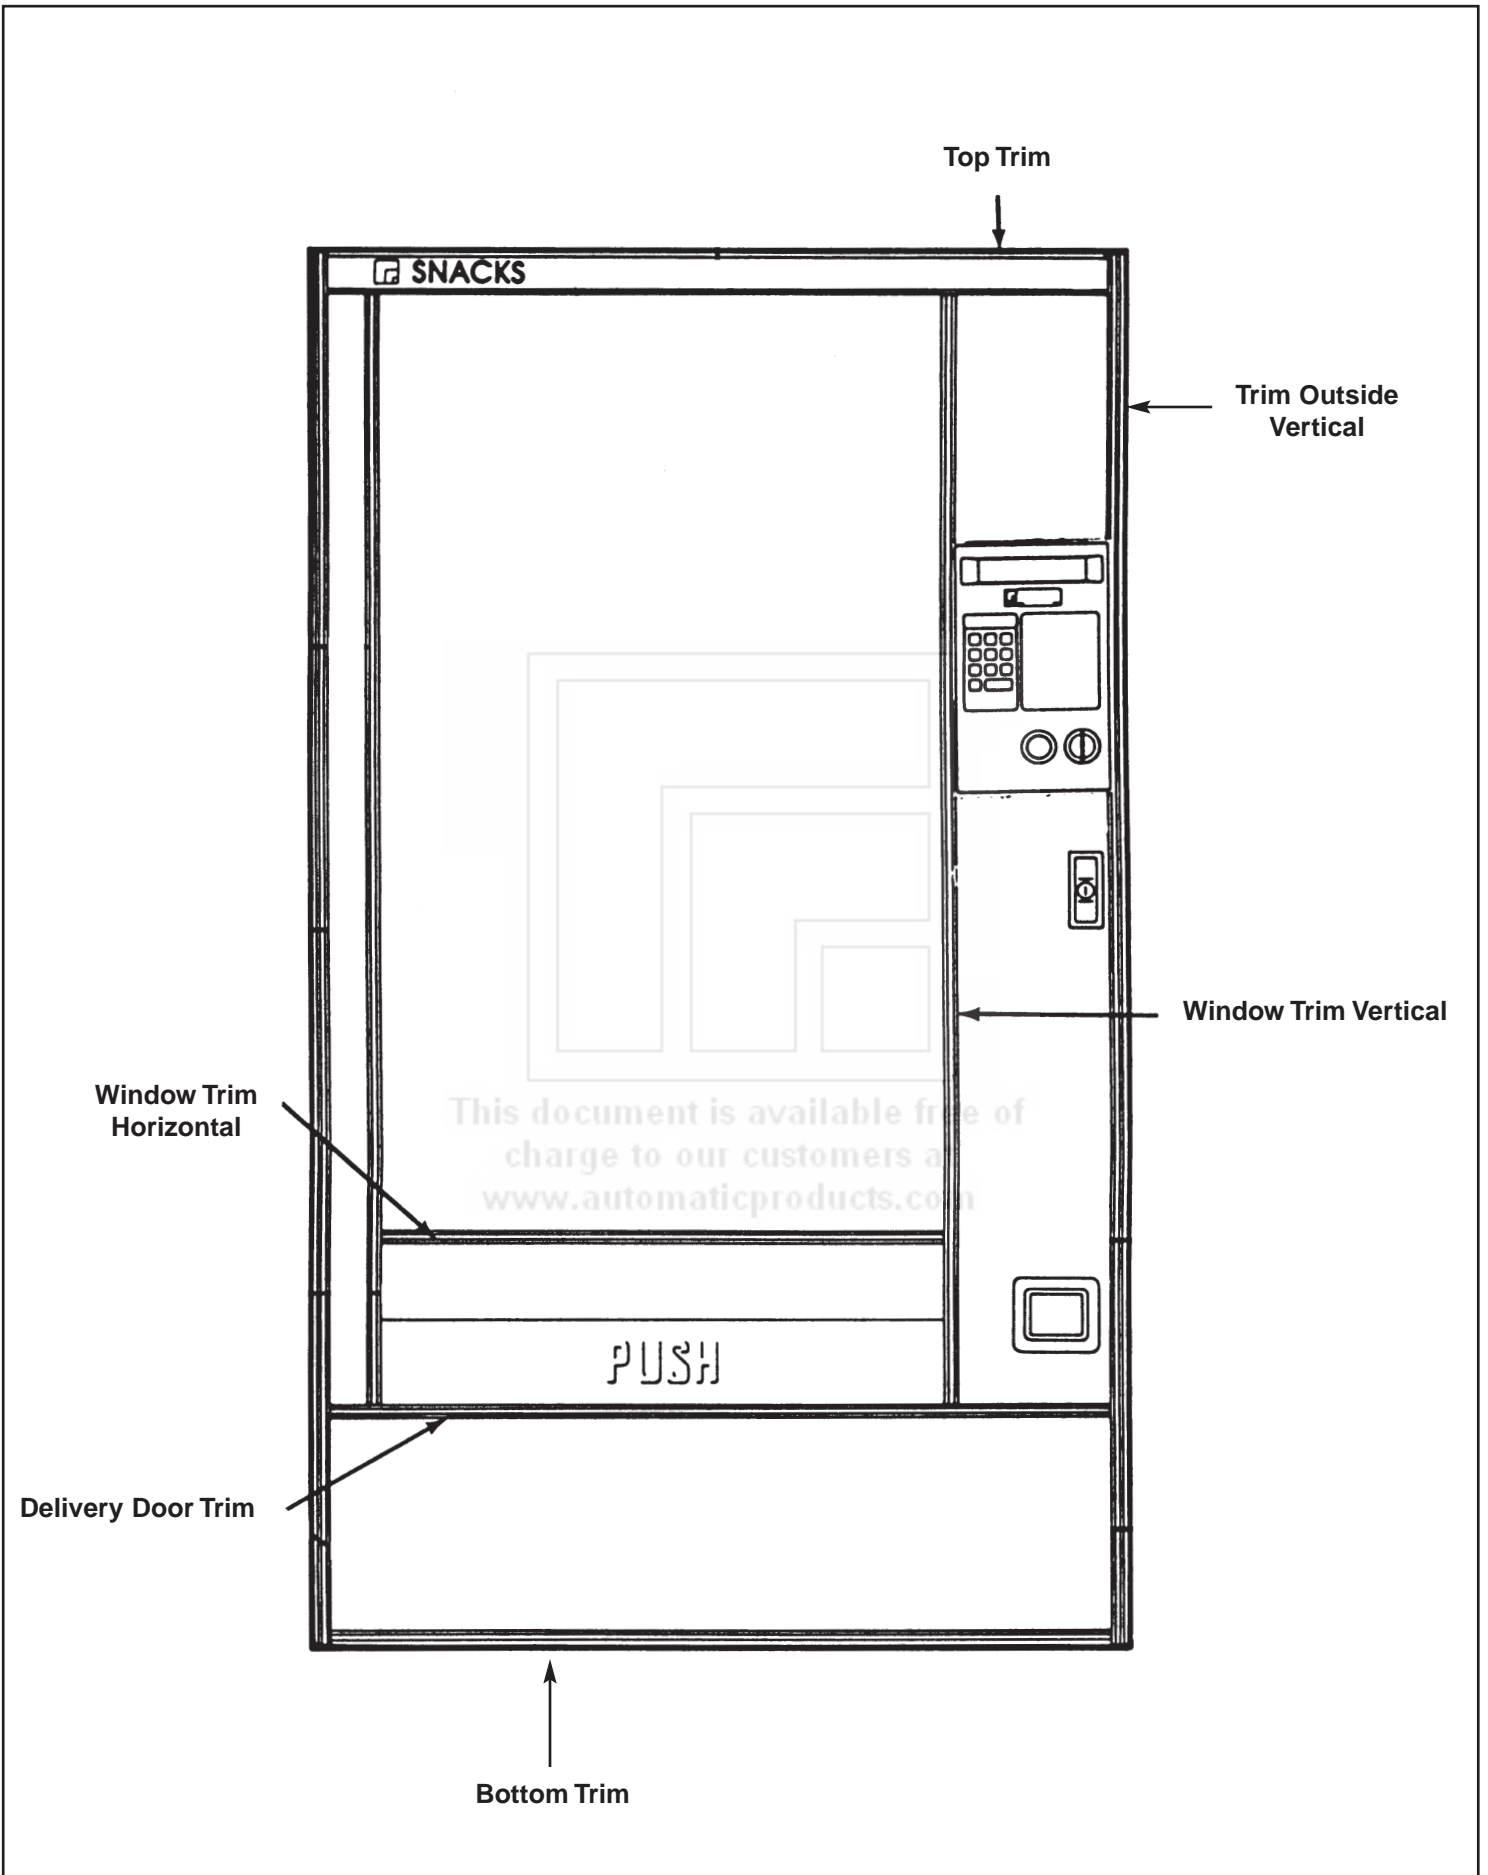 Top Trim
SNACKS
Trim Outside
Vertical
Window Trim Vertical
Window Trim
Horizontal
This document is available free of
charge to our customers a
www.automaticproducts.com
PUSH
Delivery Door Trim
Bottom Trim